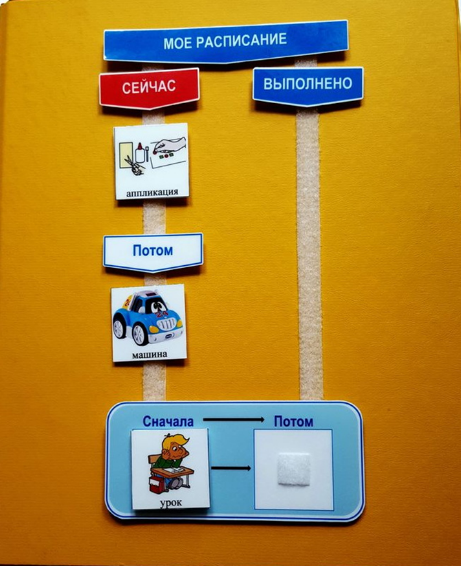 МОЕ РАСПИСАНИЕ
СЕЙЧАС
ВЫПОЛНЕНО
аппликация
Потом
машина
Сначала
Потом
урок